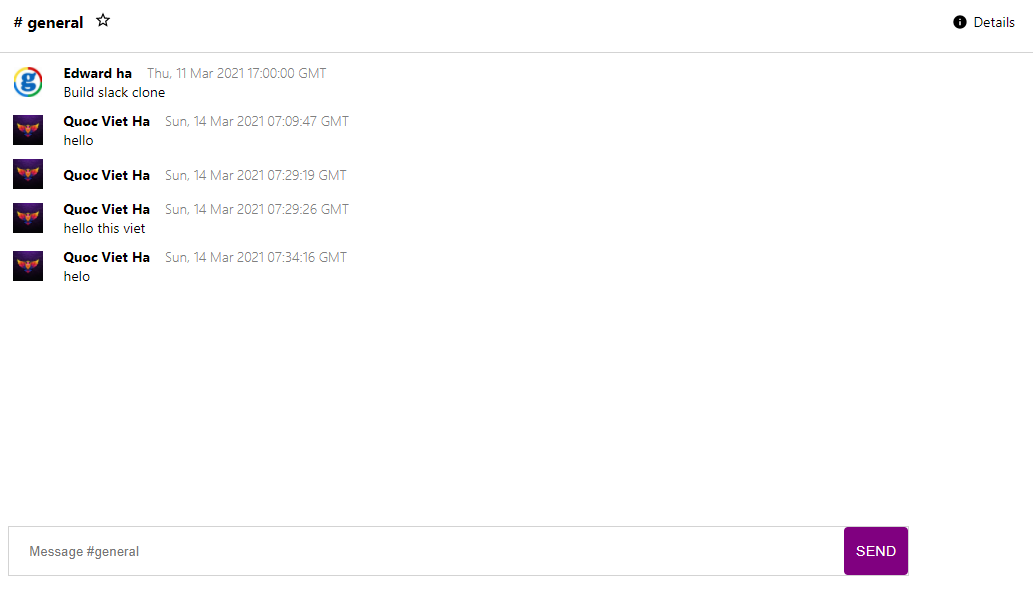 # general
Details
Edward ha Thu, 11 Mar 2021 17:00:00 GMT
Build slack clone
Quoc Viet Ha Sun, 14 Mar 2021 07:09:47 GMT
hello
Quoc Viet Ha Sun, 14 Mar 2021 07:29:19 GMT
Quoc Viet Ha Sun, 14 Mar 2021 07:29:26 GMT
hello this viet
Quoc Viet Ha Sun, 14 Mar 2021 07:34:16 GMT
helo
Message #general
SEND